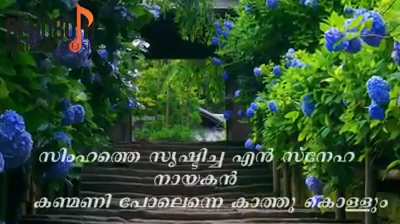 സിംഹത്തെ സൃഷ്ടിച്ച എൻ സ്നേഹ
നായകൻ
കണ്മണി പോലെന്നെ കാത്തു കൊള്ളും